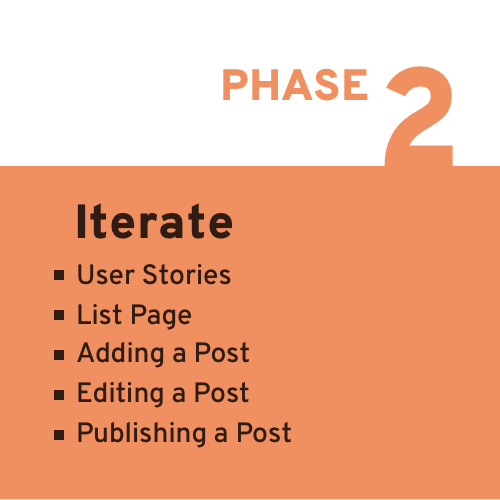 PHASE 2
Iterate
User Stories
List Page
Adding a Post
Editing a Post
Publishing a Post